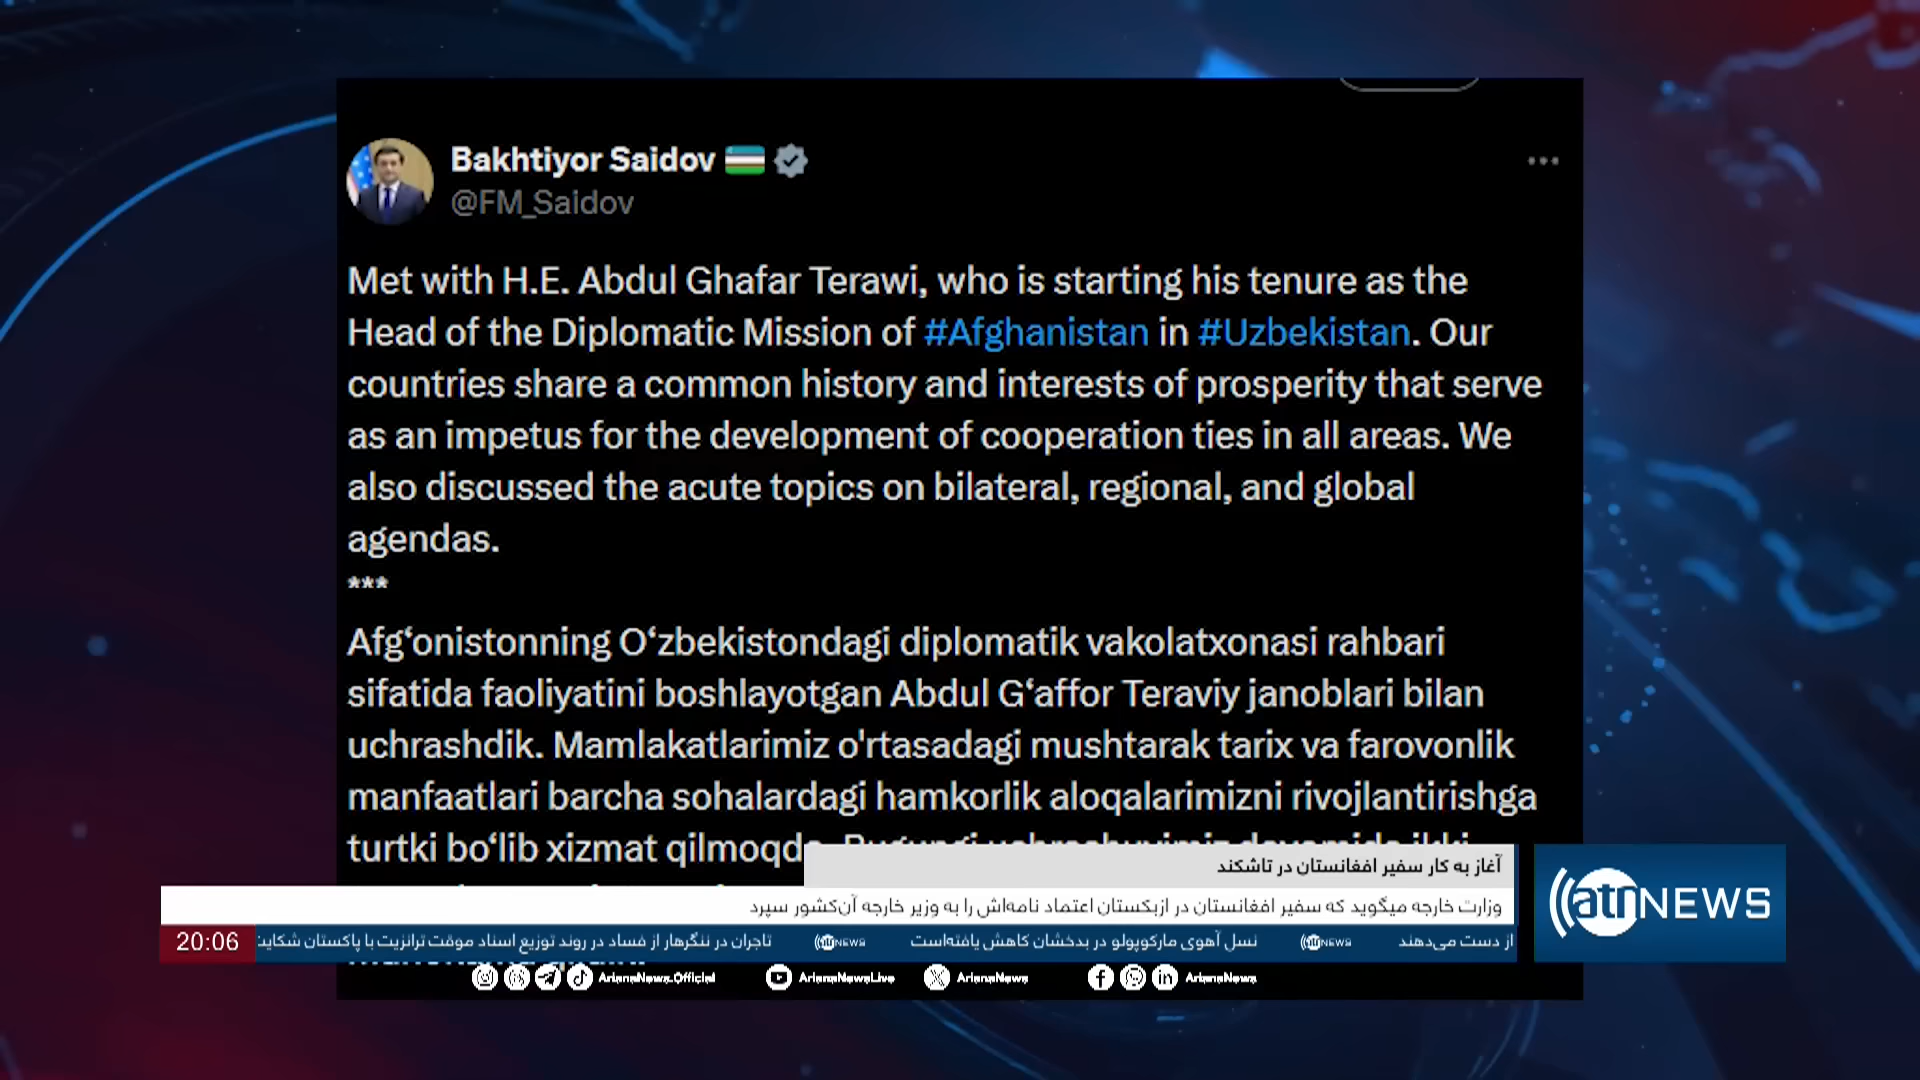 Bakhtiyor Saidov
@FM_Saidov
Met with H.E. Abdul Ghafar Terawi, who is starting his tenure as the
Head of the Diplomatic Mission of #Afghanistan in #Uzbekistan. Our
countries share a common history and interests of prosperity that serve
as an impetus for the development of cooperation ties in all areas. We
also discussed the acute topics on bilateral, regional, and global
agendas.
***
Afg‘onistonning O‘zbekistondagi diplomatik vakolatxonasi rahbari
sifatida faoliyatini boshlayotgan Abdul G‘affor Teraviy janoblari bilan
uchrashdik. Mamlakatlarimiz o'rtasadagi mushtarak tarix va farovonlik
manfaatlari barcha sohalardagi hamkorlik aloqalarimizni rivojlantirishga
turtki bo‘lib xizmat
آغاز به کار سفیر افغانستان در تاشکند
وزارت خارجه میگوید که سفیر افغانستان در ازبکستان اعتماد نامه‌اش را به وزیر خارجه آن‌کشور سپرد
atn NEWS
20:06
از دست می‌دهند atn NEWS نسل آهوی مارکوپولو در بدخشان کاهش یافته‌است atn NEWS تاجران در ننگرهار از فساد در روند توزیع اسناد موقت ترانزیت با پاکستان شکایت
ArianaNews.Official ArianaNewsLive ArianaNews ArianaNews